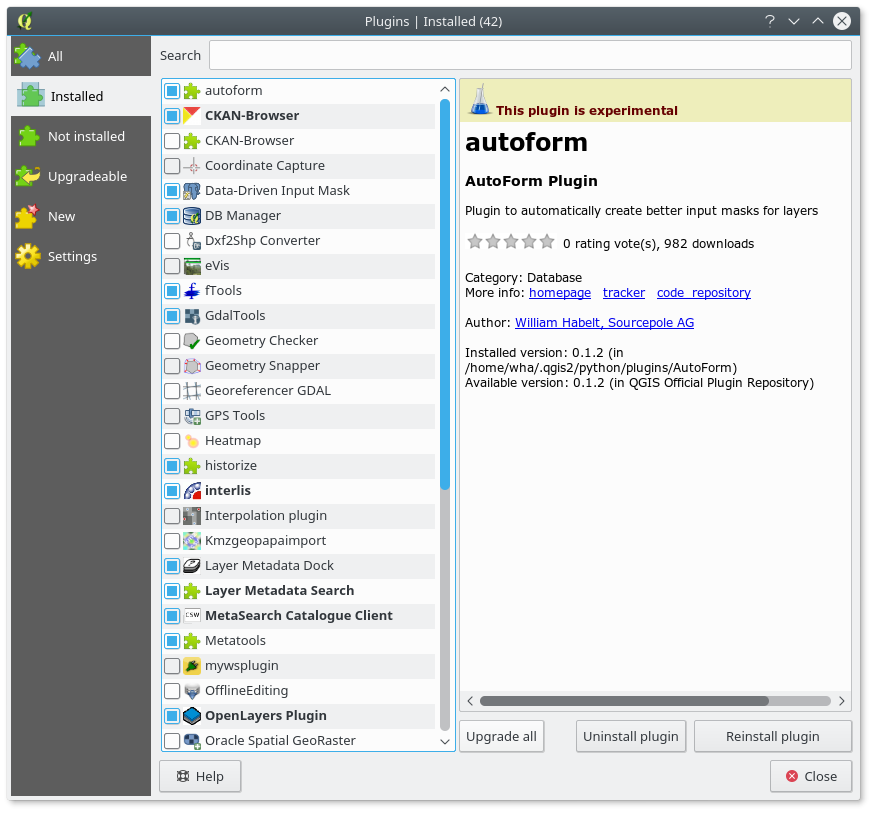 Plugins | Installed (42)
?
All
Installed
Not installed
Upgradeable
New
Settings
Search
autoform
CKAN-Browser
CKAN-Browser
Coordinate Capture
Data-Driven Input Mask
DB Manager
Dxf2Shp Converter
eVis
fTools
GdalTools
Geometry Checker
Geometry Snapper
Georeferencer GDAL
GPS Tools
Heatmap
historize
interlis
Interpolation plugin
Kmzgeopapaimport
Layer Metadata Dock
Layer Metadata Search
CSW MetaSearch Catalogue Client
Metatools
mywsplugin
OfflineEditing
OpenLayers Plugin
Oracle Spatial GeoRaster
This plugin is experimental
autoform
AutoForm Plugin
Plugin to automatically create better input masks for layers
0 rating vote(s), 982 downloads
Category: Database
More info: homepage tracker code_repository
Author: William Habelt, Sourcepole AG
Installed version: 0.1.2 (in
/home/wha/.qgis2/python/plugins/AutoForm)
Available version: 0.1.2 (in QGIS Official Plugin Repository)
Upgrade all
Uninstall plugin
Reinstall plugin
Help
Close